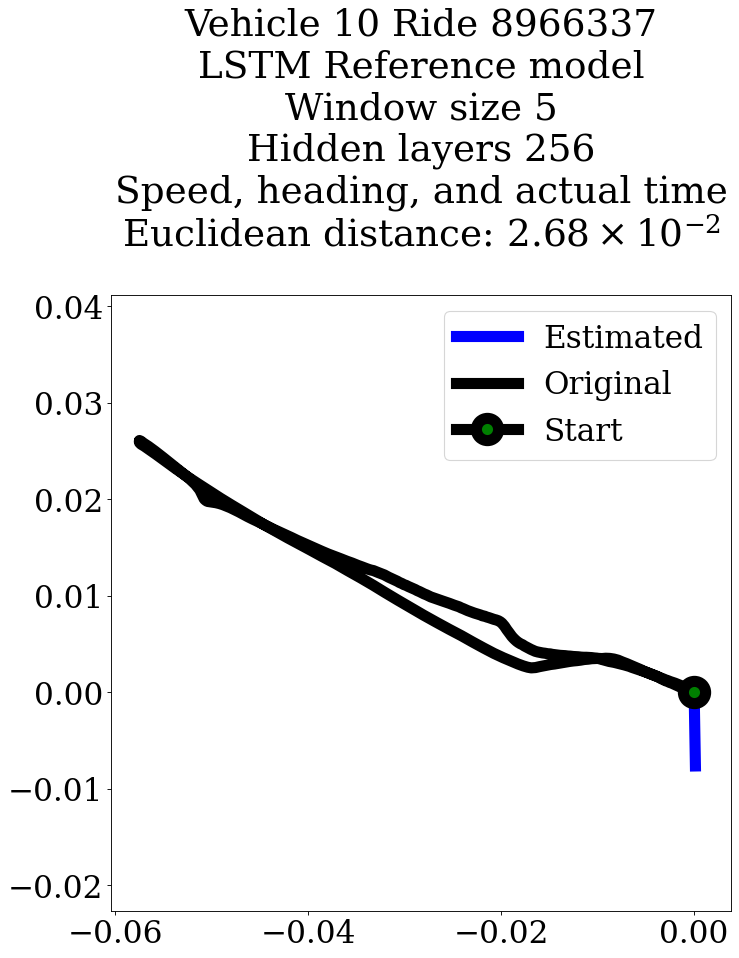 Vehicle 10 Ride 8966337
LSTM Reference model
Window size 5
Hidden layers 256
Speed, heading, and actual time
Euclidean distance: 2.68 × 10⁻²
0.04
Estimated
0.03
Original
Start
0.02
0.01
0.00
−0.01
−0.02
−0.06 −0.04 −0.02 0.00